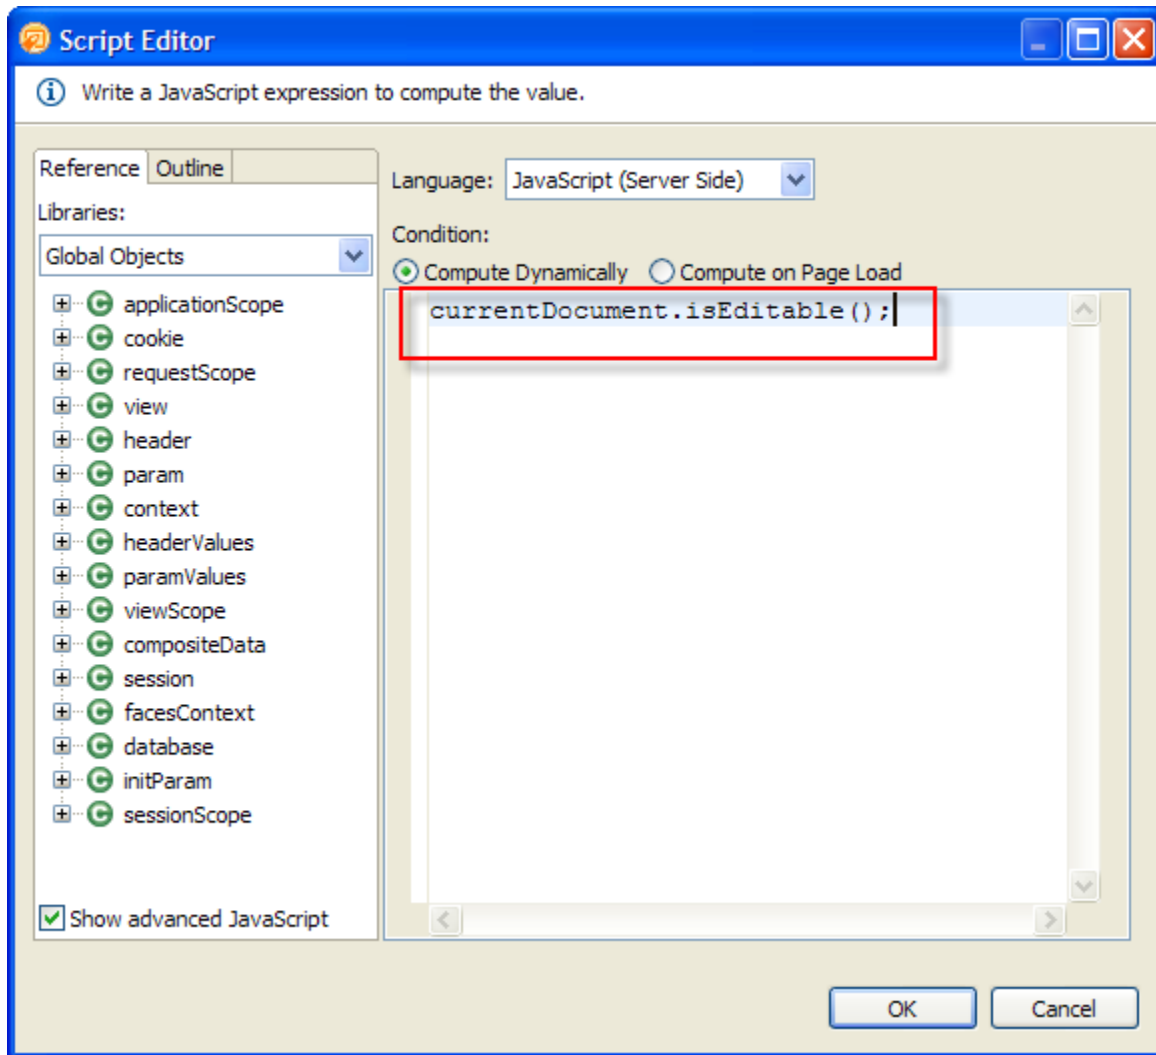 Script Editor
Write a JavaScript expression to compute the value.
Reference Outline
Libraries:
Global Objects
applicationScope
cookie
requestScope
view
header
param
context
headerValues
paramValues
viewScope
compositeData
session
facesContext
database
initParam
sessionScope
Show advanced JavaScript
Language: JavaScript (Server Side)
Condition:
Compute Dynamically Compute on Page Load
currentDocument.isEditable();
OK Cancel